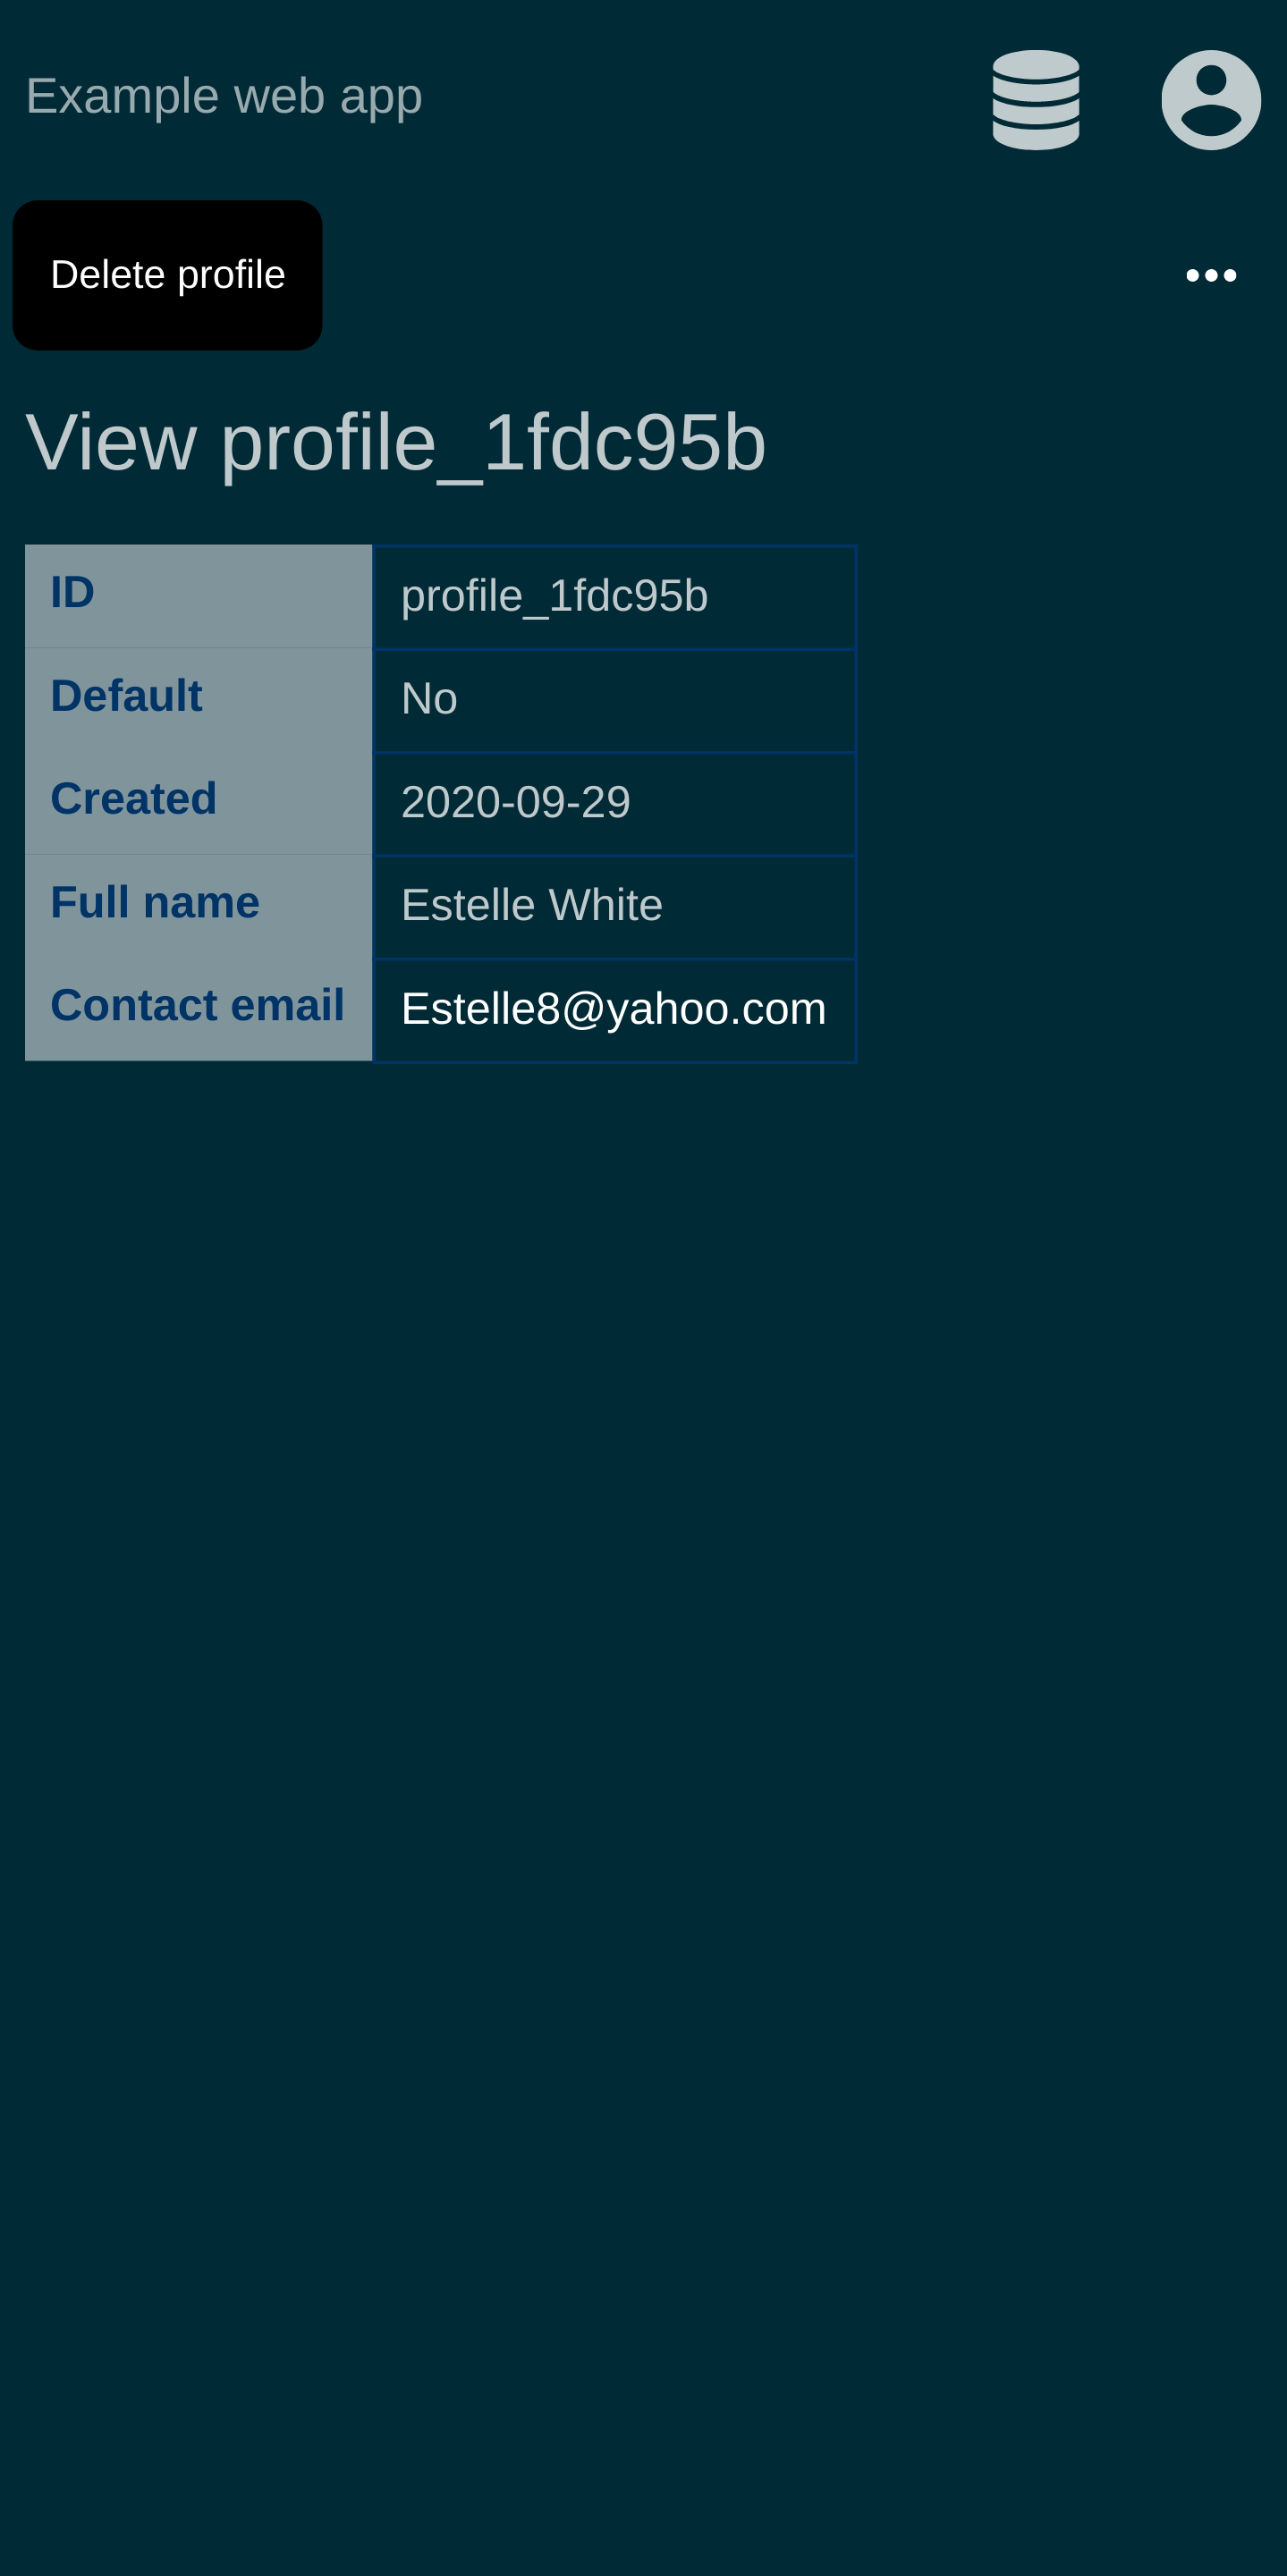 Example web app
Delete profile
View profile_1fdc95b
ID profile_1fdc95b
Default No
Created 2020-09-29
Full name Estelle White
Contact email Estelle8@yahoo.com